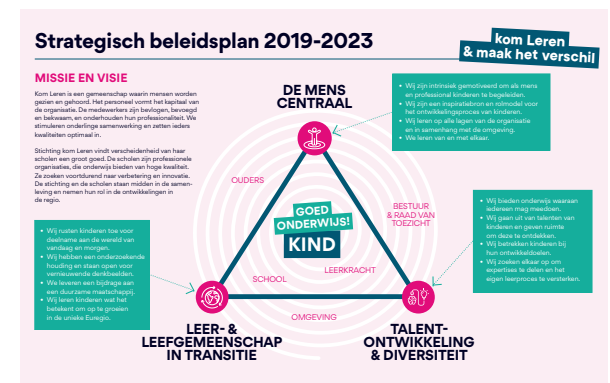 Strategisch beleidsplan 2019-2023
kom Leren
& maak het verschil
MISSIE EN VISIE
Kom Leren is een gemeenschap waarin mensen worden
gezien en gehoord. Het personeel vormt het kapitaal van
de organisatie. De medewerkers zijn bevlogen, bevoegd
en bekwaam, en onderhouden hun professionaliteit. We
stimuleren onderlinge samenwerking en zetten ieders
kwaliteiten optimaal in.
Stichting kom Leren vindt verscheidenheid van haar
scholen een groot goed. De scholen zijn professionele
organisaties, die onderwijs bieden van hoge kwaliteit.
Ze zoeken voortdurend naar verbetering en innovatie.
De stichting en de scholen staan midden in de samen-
leving en nemen hun rol in de ontwikkelingen in
de regio.
DE MENS
CENTRAAL
• Wij zijn intrinsiek gemotiveerd om als mens
en professional kinderen te begeleiden.
• Wij zijn een inspiratiebron en rolmodel voor
het ontwikkelingsproces van kinderen.
• Wij leren op alle lagen van de organisatie
en in samenhang met de omgeving.
• We leren van en met elkaar.
OUDERS
BESTUUR
& RAAD VAN
TOEZICHT
GOED
ONDERWIJS!
KIND
SCHOOL
LEERKRACHT
OMGEVING
• Wij bieden onderwijs waaraan
iedereen mag meedoen.
• Wij gaan uit van talenten van
kinderen en geven ruimte
om deze te ontdekken.
• Wij betrekken kinderen bij
hun ontwikkeldoelen.
• Wij zoeken elkaar op om
expertises te delen en het
eigen leerproces te versterken.
• Wij rusten kinderen toe voor
deelname aan de wereld van
vandaag en morgen.
• Wij hebben een onderzoekende
houding en staan open voor
vernieuwende denkbeelden.
• We leveren een bijdrage aan
een duurzame maatschappij.
• Wij leren kinderen wat het
betekent om op te groeien
in de unieke Euregio.
LEER- &
LEEFGEMEENSCHAP
IN TRANSITIE
TALENT-
ONTWIKKELING
& DIVERSITEIT